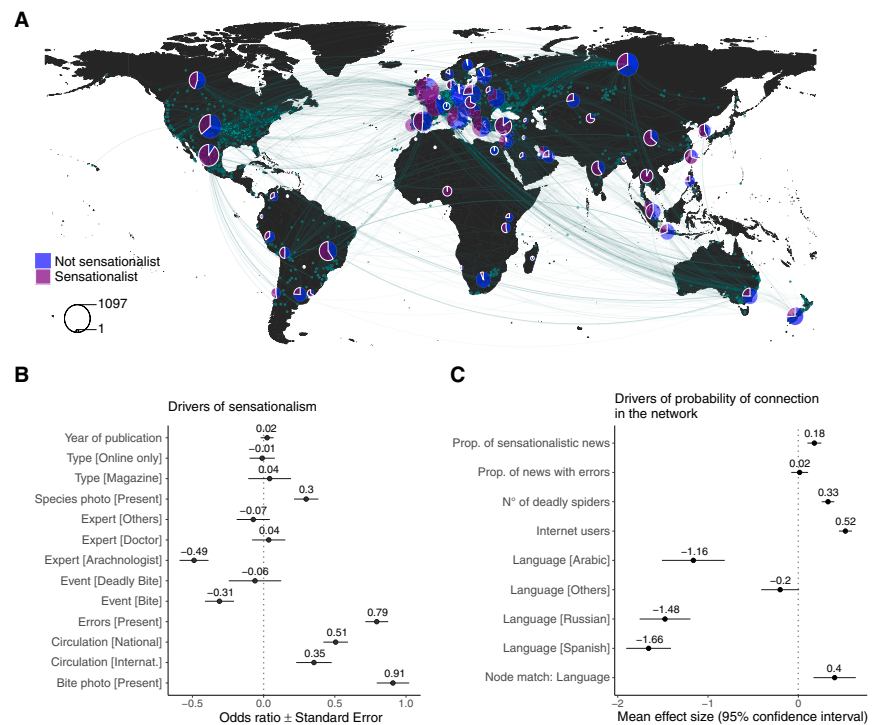 A
Not sensationalist
Sensationalist
1097
1
B
Drivers of sensationalism
Year of publication
0.02
Type [Online only]
−0.01
Type [Magazine]
0.04
Species photo [Present]
0.3
Expert [Others]
−0.07
Expert [Doctor]
0.04
Expert [Arachnologist]
−0.49
Event [Deadly Bite]
−0.06
Event [Bite]
−0.31
Errors [Present]
0.79
Circulation [National]
0.51
Circulation [Internat.]
0.35
Bite photo [Present]
0.91
−0.5 0.0 0.5 1.0
Odds ratio ± Standard Error
C
Drivers of probability of connection
in the network
Prop. of sensationalistic news
0.18
Prop. of news with errors
0.02
N° of deadly spiders
0.33
Internet users
0.52
Language [Arabic]
−1.16
Language [Others]
−0.2
Language [Russian]
−1.48
Language [Spanish]
−1.66
Node match: Language
0.4
−2 −1 0
Mean effect size (95% confidence interval)